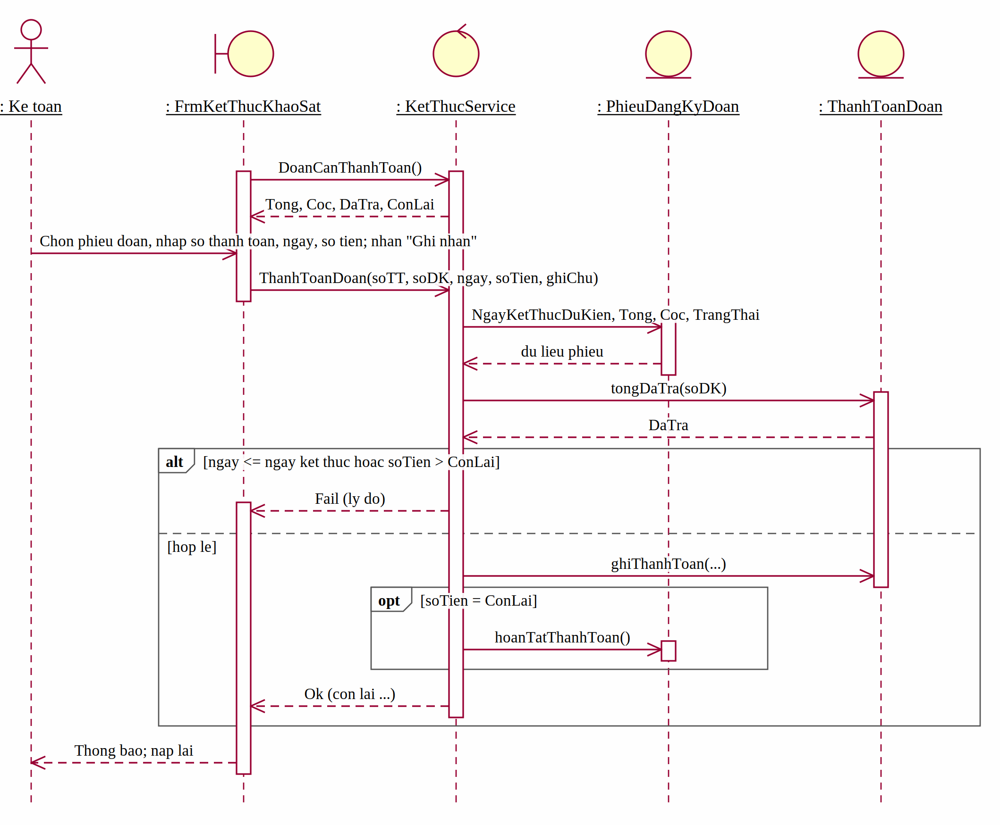 : Ke toan
: FrmKetThucKhaoSat
: KetThucService
: PhieuDangKyDoan
: ThanhToanDoan
DoanCanThanhToan()
Tong, Coc, DaTra, ConLai
Chon phieu doan, nhap so thanh toan, ngay, so tien; nhan "Ghi nhan"
ThanhToanDoan(soTT, soDK, ngay, soTien, ghiChu)
NgayKetThucDuKien, Tong, Coc, TrangThai
du lieu phieu
tongDaTra(soDK)
DaTra
alt [ngay <= ngay ket thuc hoac soTien > ConLai]
Fail (ly do)
[hop le]
ghiThanhToan(...)
opt [soTien = ConLai]
hoanTatThanhToan()
Ok (con lai ...)
Thong bao; nap lai